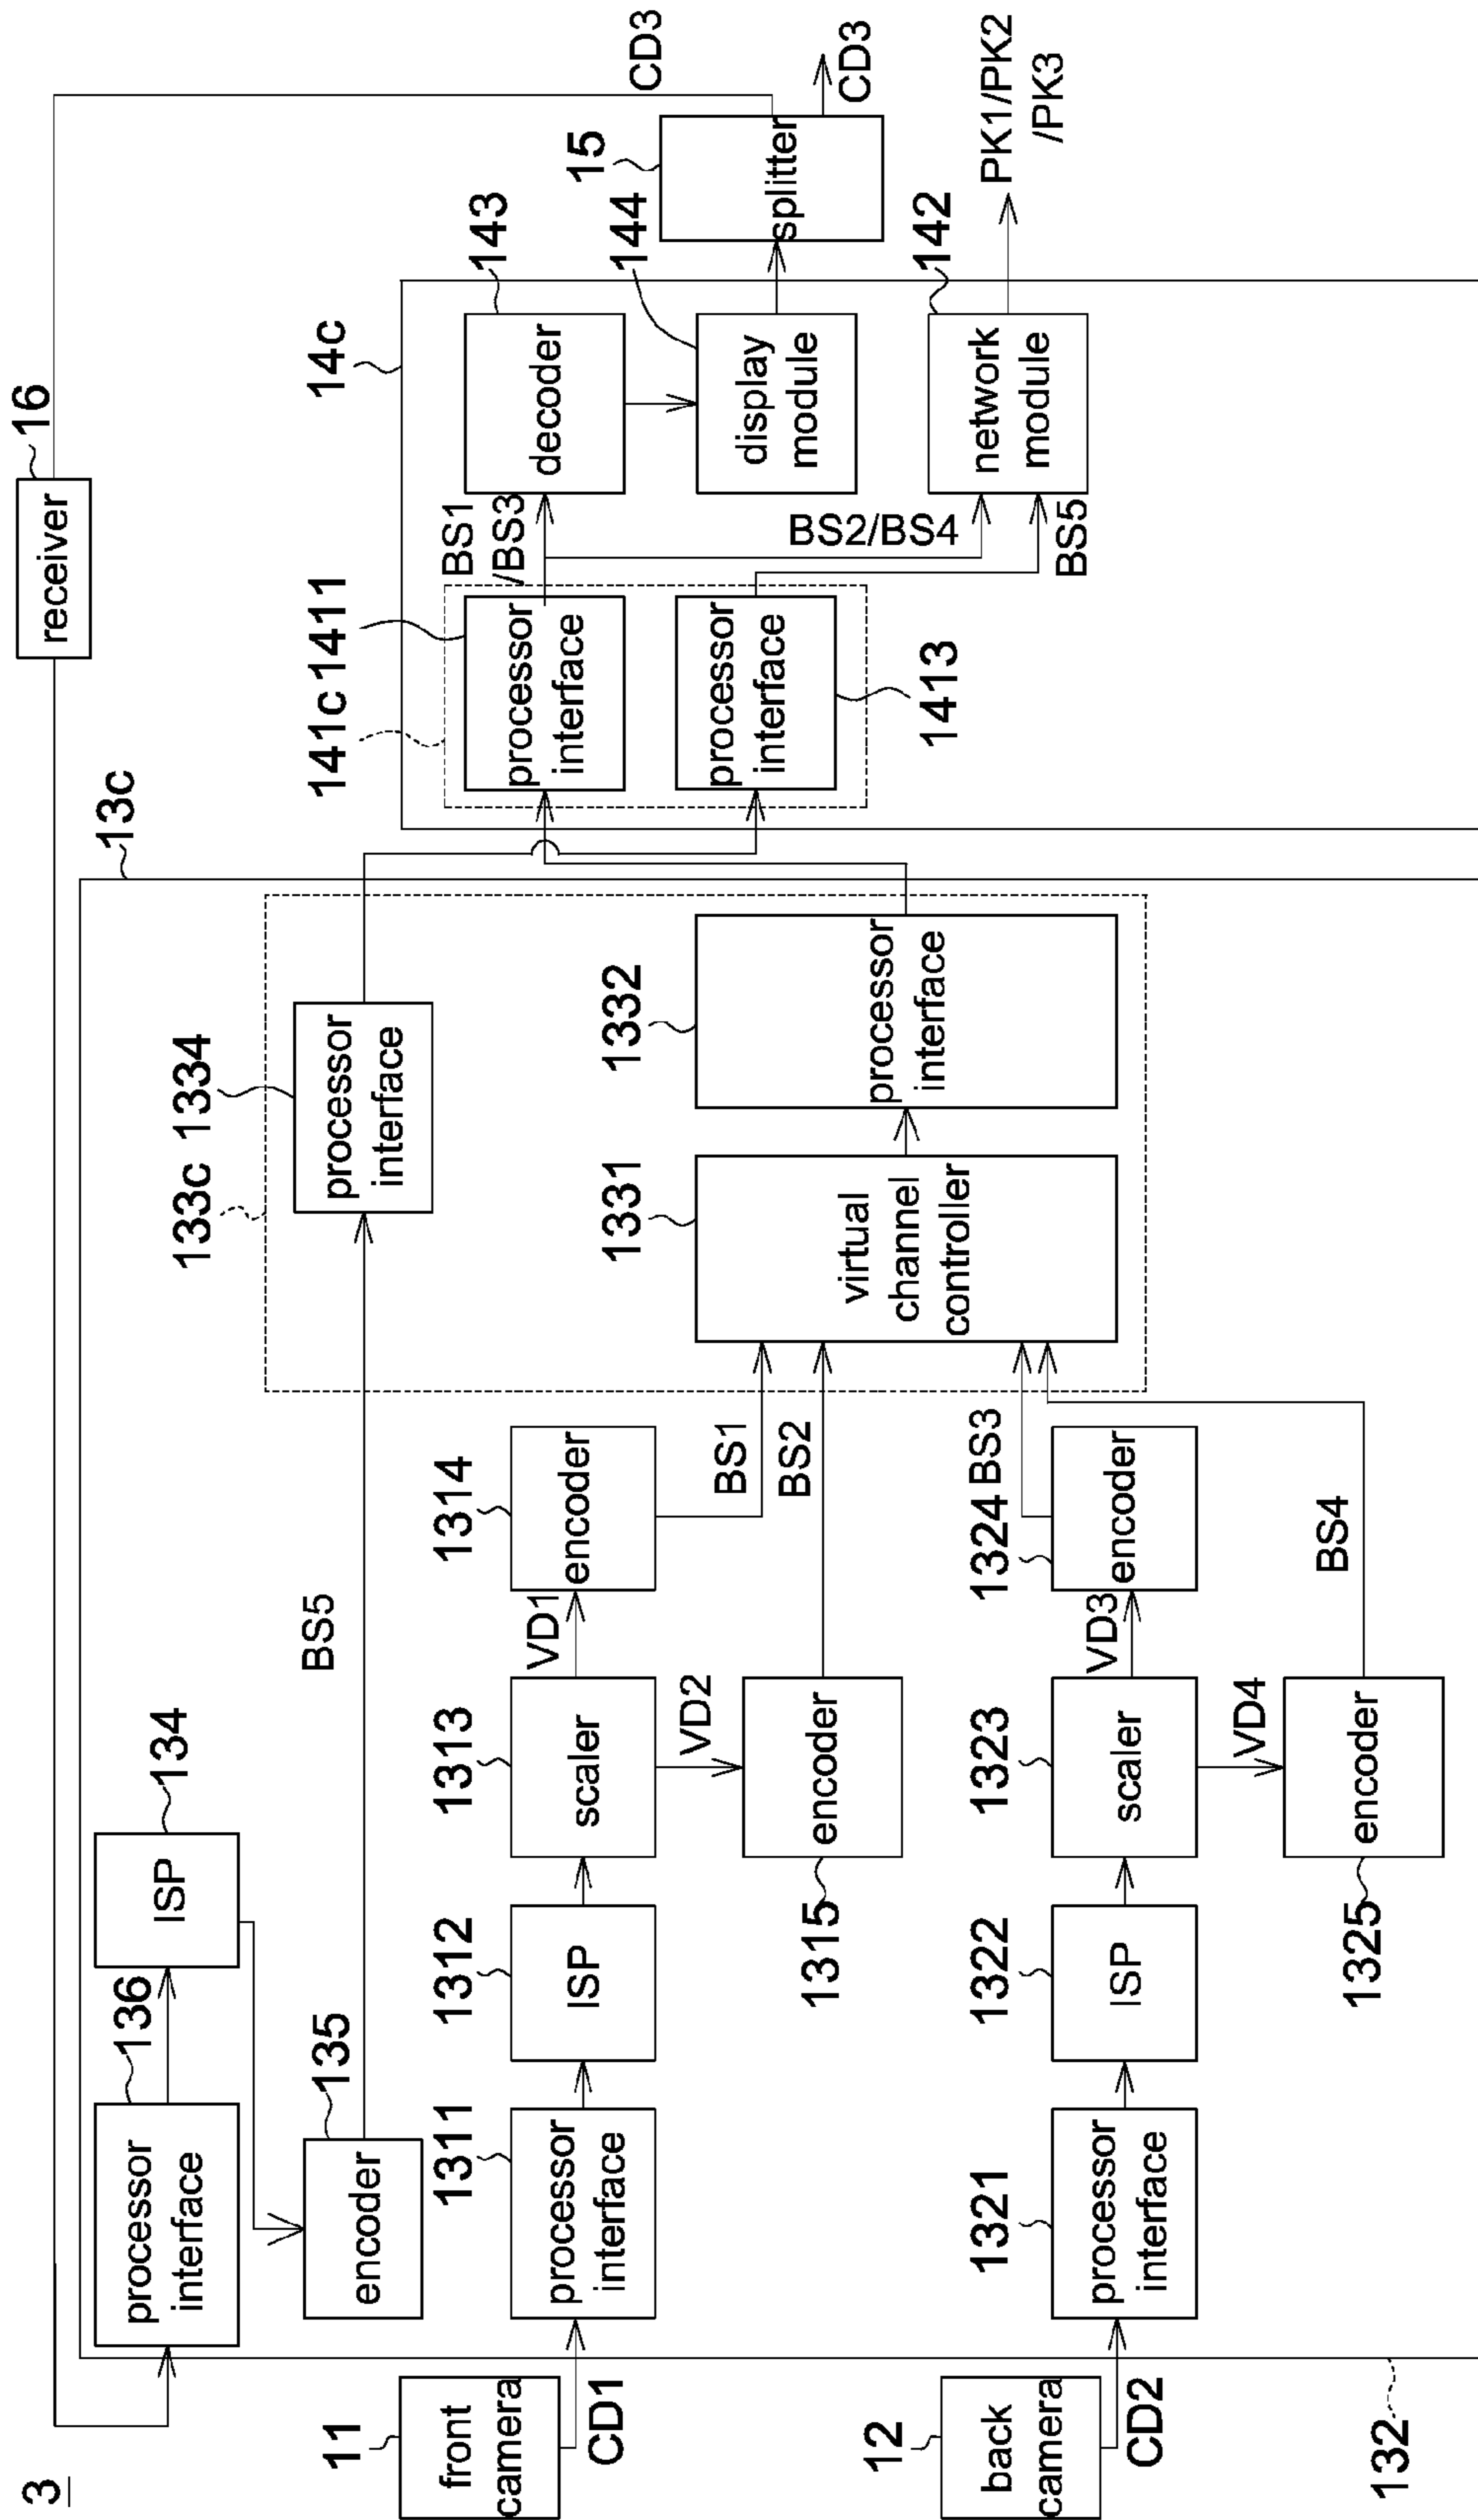 3
receiver
16
13c
14c
processor
interface
136
ISP
134
encoder
135
BS5
133c
1334
processor
interface
141c
1411
processor
interface
BS1
/BS3
decoder
143
display
module
144
splitter
15
CD3
CD3
processor
interface
1413
BS2/BS4
BS5
network
module
142
PK1/PK2
/PK3
11
front
camera
CD1
1311
processor
interface
1312
ISP
1313
scaler
VD1
1314
encoder
BS1
VD2
encoder
1315
BS2
1331
virtual
channel
controller
1332
processor
interface
12
back
camera
CD2
1321
processor
interface
1322
ISP
1323
scaler
VD3
1324
encoder
BS3
VD4
encoder
1325
BS4
132